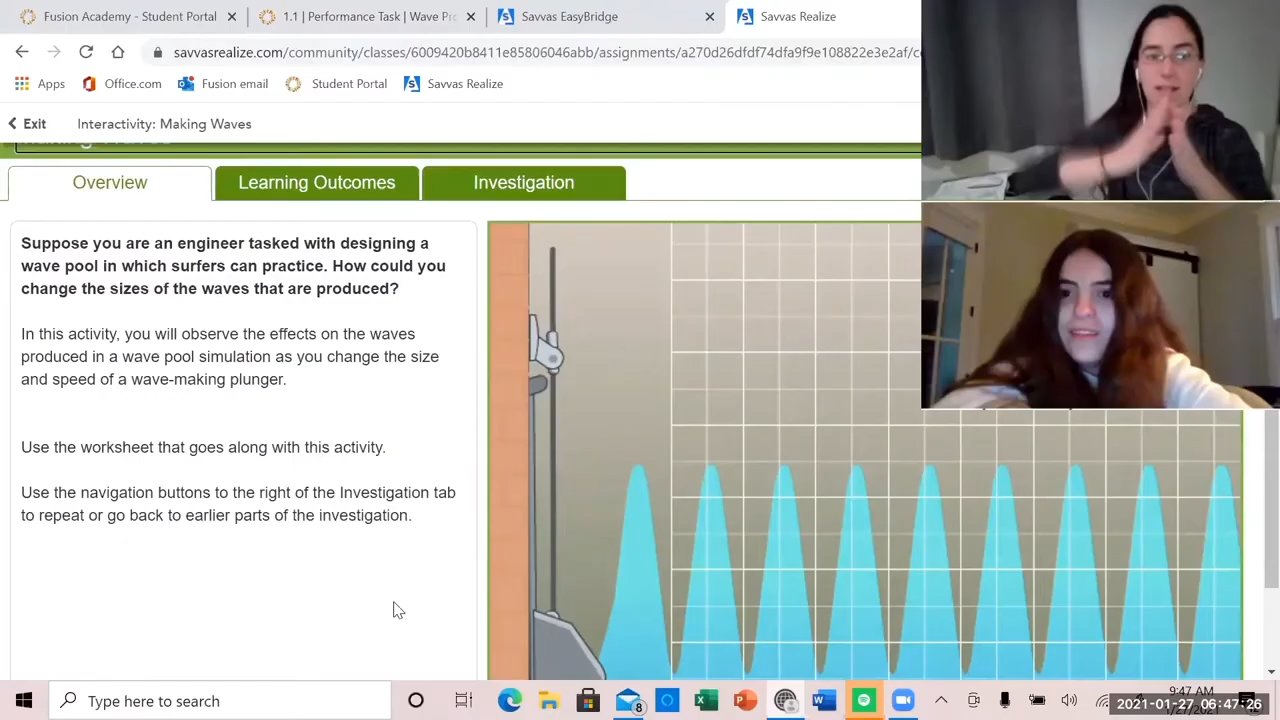 Fusion Academy - Student Portal
1.1 | Performance Task | Wave Pr
Savvas EasyBridge
Savvas Realize
savvasrealize.com/community/classes/6009420b8411e85806046abb/assignments/a270d26dfdf74dfa9f9e108822e3e2af/co
Apps
Office.com
Fusion email
Student Portal
Savvas Realize
Exit
Interactivity: Making Waves
Making Waves
Overview
Learning Outcomes
Investigation
Suppose you are an engineer tasked with designing a
wave pool in which surfers can practice. How could you
change the sizes of the waves that are produced?
In this activity, you will observe the effects on the waves
produced in a wave pool simulation as you change the size
and speed of a wave-making plunger.
Use the worksheet that goes along with this activity.
Use the navigation buttons to the right of the Investigation tab
to repeat or go back to earlier parts of the investigation.
Type here to search
8
9:47 AM
2021-01-27 06:47:26